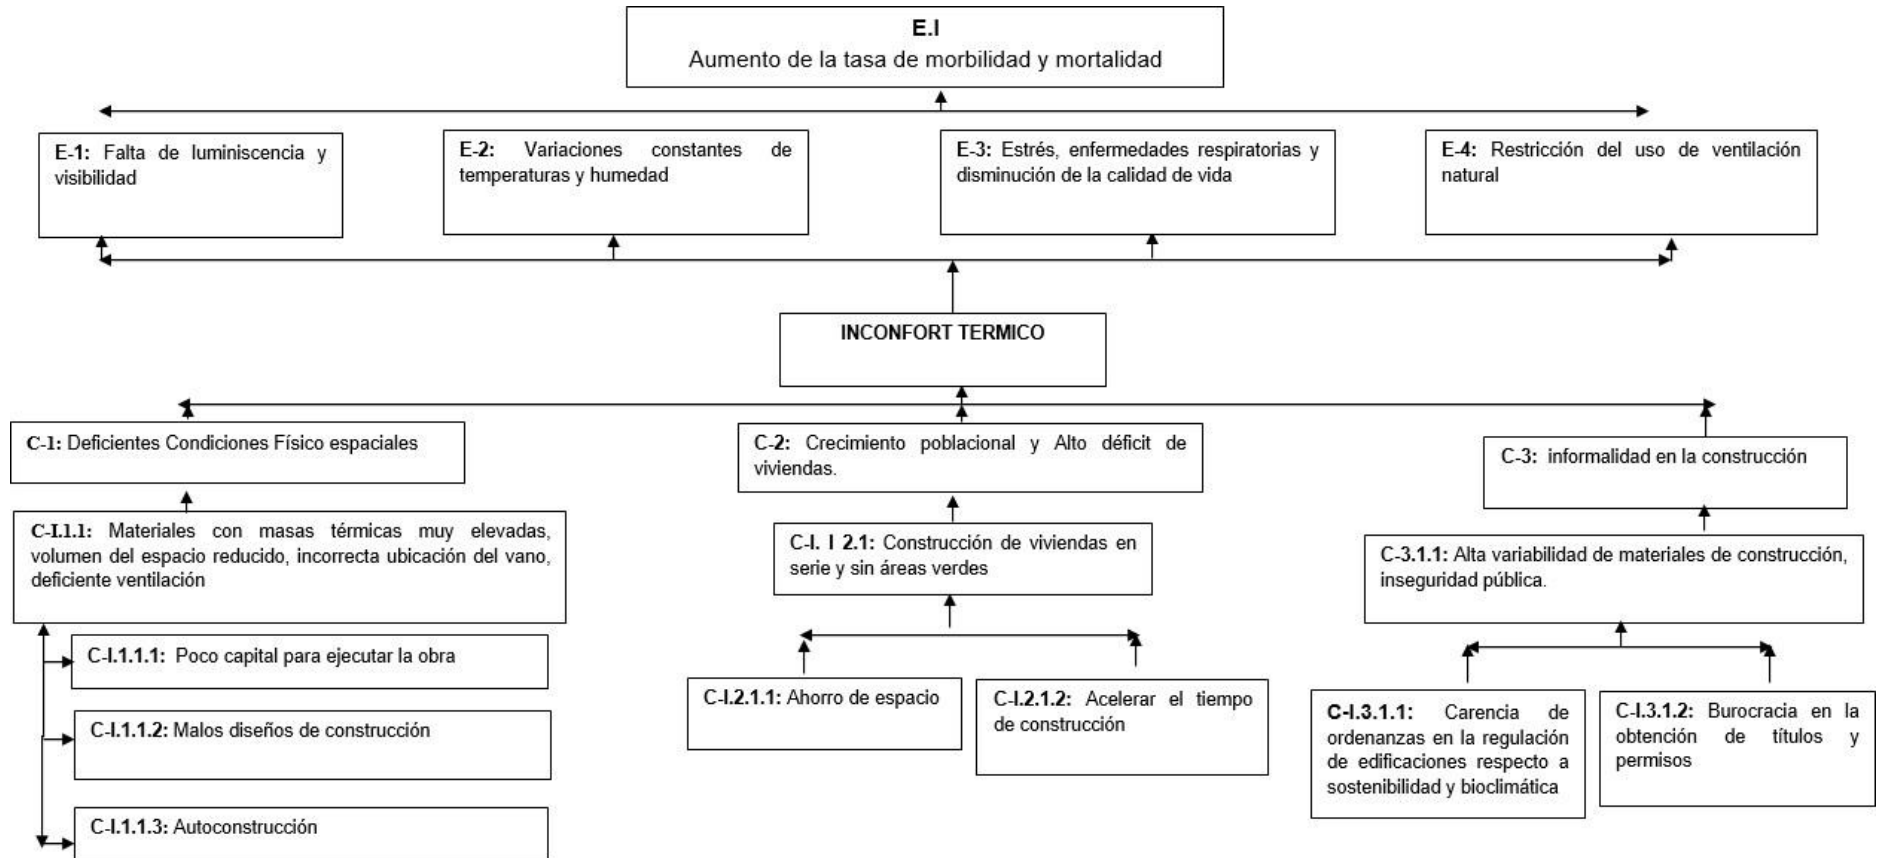 E.I
Aumento de la tasa de morbilidad y mortalidad
E-1: Falta de luminiscencia y
visibilidad
E-2: Variaciones constantes de
temperaturas y humedad
E-3: Estrés, enfermedades respiratorias y
disminución de la calidad de vida
E-4: Restricción del uso de ventilación
natural
INCONFORT TERMICO
C-1: Deficientes Condiciones Físico espaciales
C-2: Crecimiento poblacional y Alto déficit de
viviendas.
C-3: informalidad en la construcción
C-I.1.1: Materiales con masas térmicas muy elevadas,
volumen del espacio reducido, incorrecta ubicación del vano,
deficiente ventilación
C-I. I 2.1: Construcción de viviendas en
serie y sin áreas verdes
C-3.1.1: Alta variabilidad de materiales de construcción,
inseguridad pública.
C-I.1.1.1: Poco capital para ejecutar la obra
C-I.1.1.2: Malos diseños de construcción
C-I.1.1.3: Autoconstrucción
C-I.2.1.1: Ahorro de espacio
C-I.2.1.2: Acelerar el tiempo
de construcción
C-I.3.1.1: Carencia de
ordenanzas en la regulación
de edificaciones respecto a
sostenibilidad y bioclimática
C-I.3.1.2: Burocracia en la
obtención de títulos y
permisos